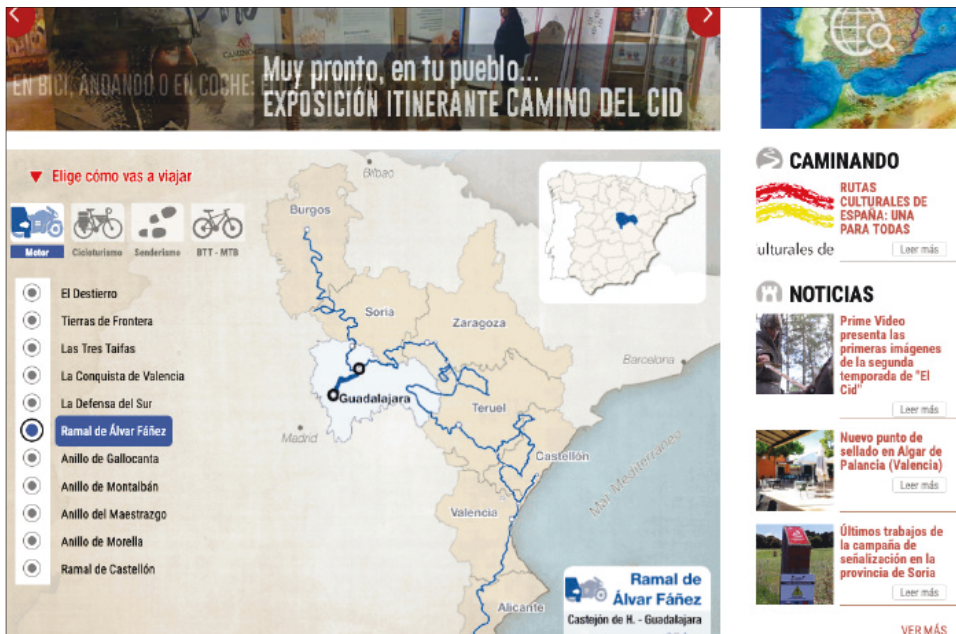 EN BICI, ANDANDO O EN COCHE: E
Muy pronto, en tu pueblo...
EXPOSICIÓN ITINERANTE CAMINO DEL CID
Elige cómo vas a viajar
Motor
Cicloturismo
Senderismo
BTT - MTB
El Destierro
Tierras de Frontera
Las Tres Taifas
La Conquista de Valencia
La Defensa del Sur
Ramal de Álvar Fáñez
Anillo de Gallocanta
Anillo de Montalbán
Anillo del Maestrazgo
Anillo de Morella
Ramal de Castellón
Bilbao
Burgos
Soria
Zaragoza
Barcelona
Guadalajara
Teruel
Madrid
Castellón
Mar Mediterraneo
Valencia
Alicante
Ramal de
Álvar Fáñez
Castejón de H. - Guadalajara
CAMINANDO
RUTAS
CULTURALES DE
ESPAÑA: UNA
PARA TODAS
ulturales de
Leer más
NOTICIAS
Prime Video
presenta las
primeras imágenes
de la segunda
temporada de "El
Cid"
Leer más
Nuevo punto de
sellado en Algar de
Palancia (Valencia)
Leer más
Últimos trabajos de
la campaña de
señalización en la
provincia de Soria
Leer más
VER MÁS